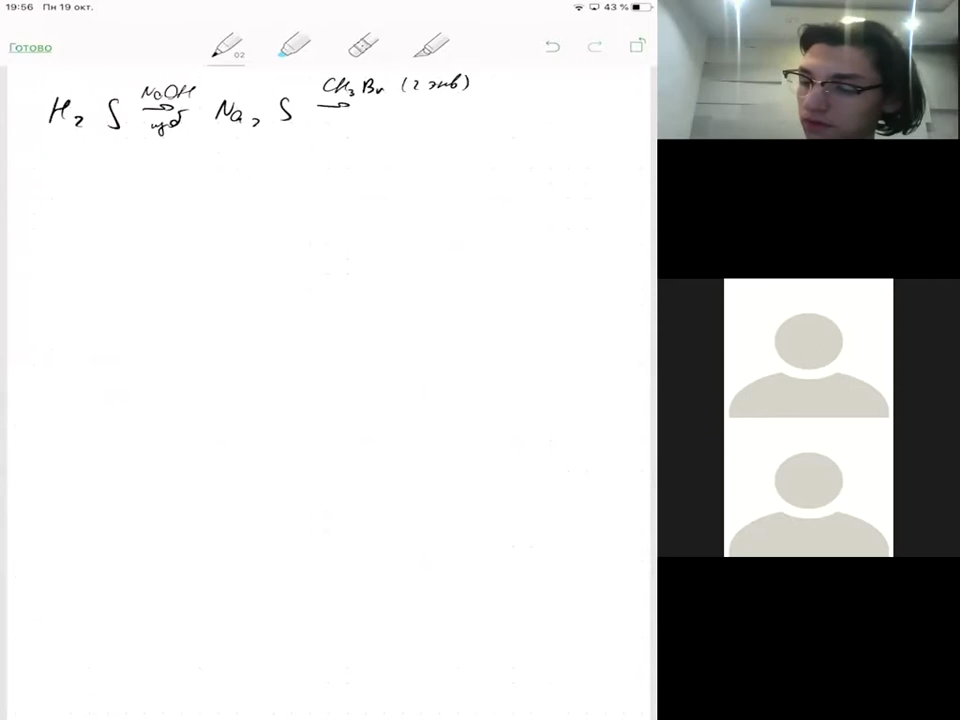 19:56 Пн 19 окт.
43 %
Готово
02
H₂S NaOH изб → Na₂S CH₃Br (2 экв) →